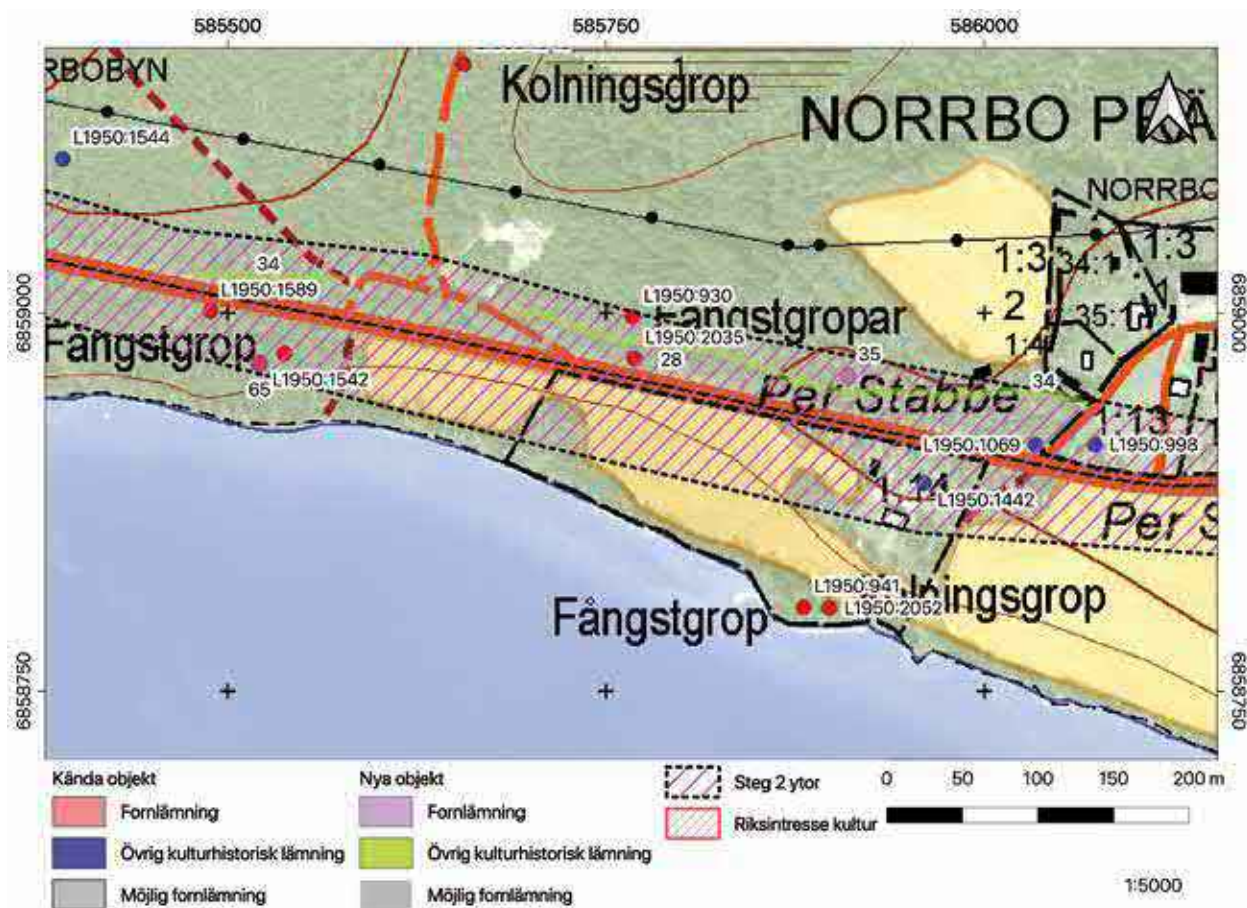 585500 585750 586000
RBOBYN
Kolningsgrop
1
NORRBO PRÄ
L1950:1544
NORRBO
34
1:3 34:1 1:3
L1950:1589
L1950:930
2
35:1
6859000
Fångstgrop
Fångstgropar
6859000
L1950:2035
1:4
28
35
34
65 L1950:1542
Per Stabbe
13
L1950:1069
L1950:998
L1950:1442
Per S
L1950:941
Fångstgrop
L1950:2052
lningsgrop
6858750
6858750
Kända objekt
Fornlämning
Övrig kulturhistorisk lämning
Möjlig fornlämning
Nya objekt
Fornlämning
Övrig kulturhistorisk lämning
Möjlig fornlämning
Steg 2 ytor
Riksintresse kultur
0 50 100 150 200 m
1:5000